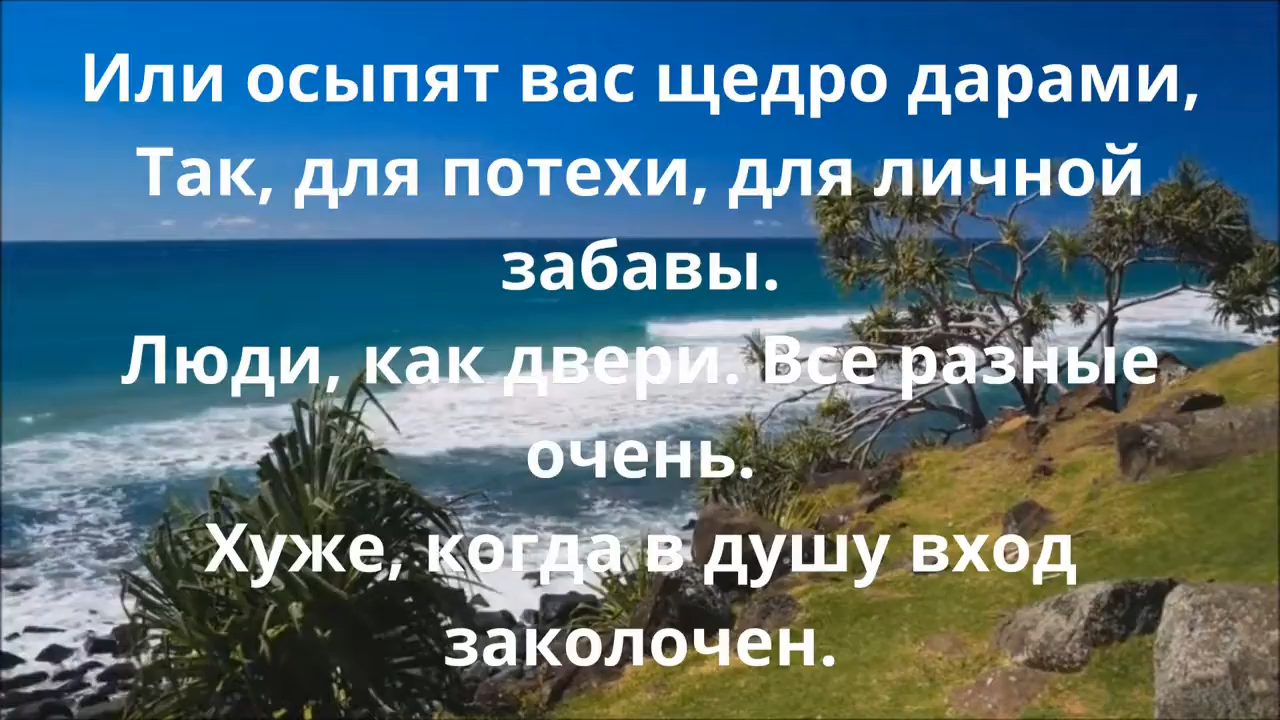 Или осыпят вас щедро дарами,
Так, для потехи, для личной
забавы.
Люди, как двери. Все разные
очень.
Хуже, когда в душу вход
заколочен.